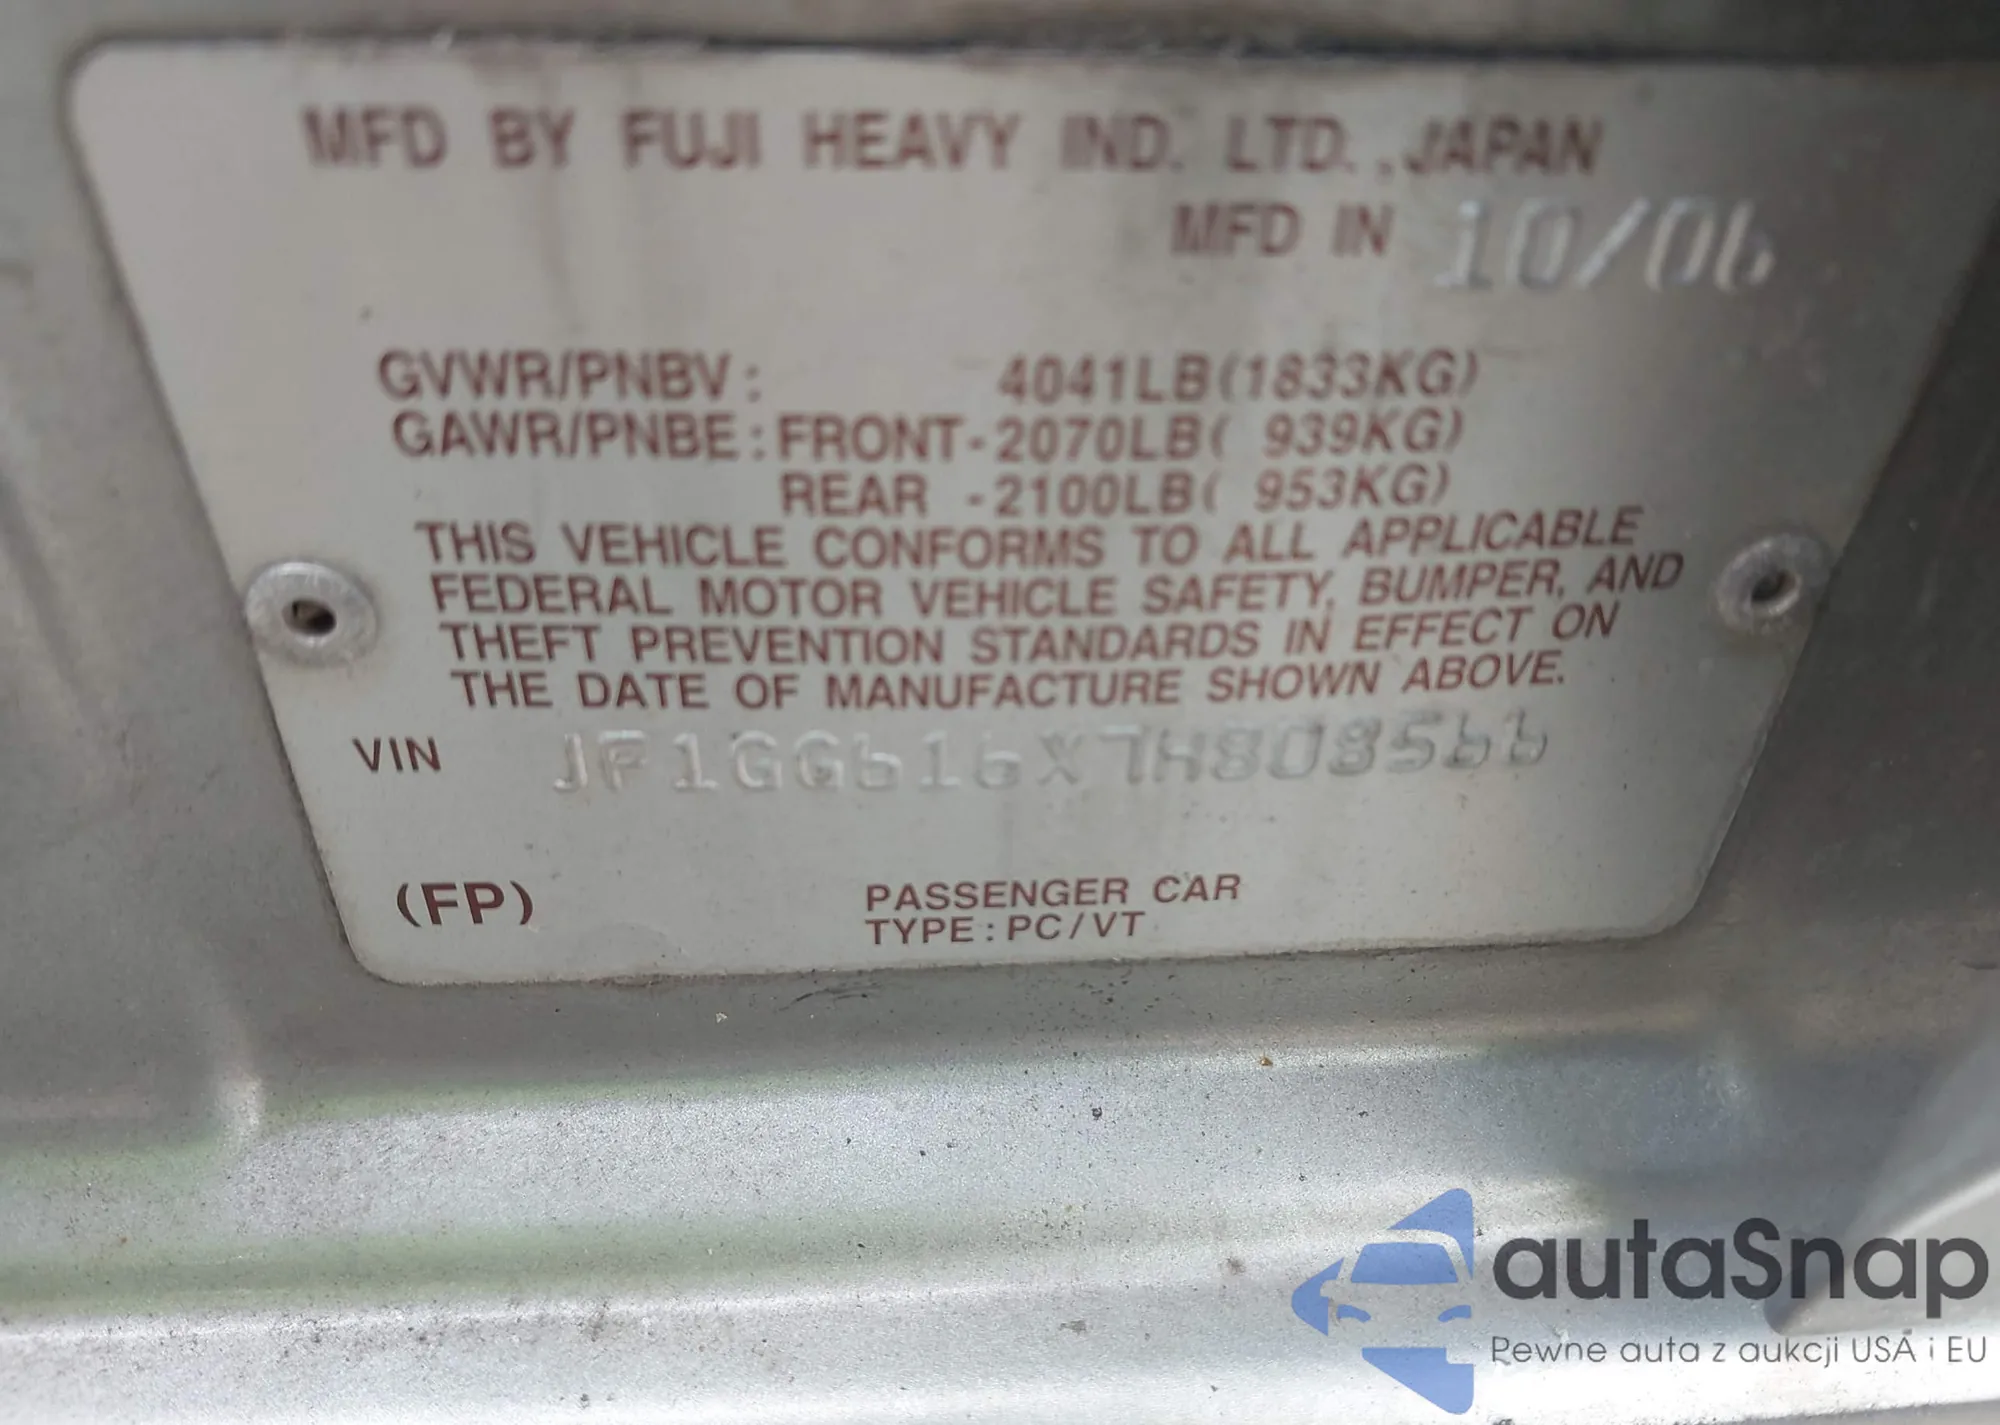 MFD BY FUJI HEAVY IND. LTD.,JAPAN
MFD IN 10/06
GVWR/PNBV: 4041LB(1833KG)
GAWR/PNBE:FRONT-2070LB( 939KG)
REAR -2100LB( 953KG)
THIS VEHICLE CONFORMS TO ALL APPLICABLE
FEDERAL MOTOR VEHICLE SAFETY, BUMPER, AND
THEFT PREVENTION STANDARDS IN EFFECT ON
THE DATE OF MANUFACTURE SHOWN ABOVE.
VIN JF1GG616X7H808566
(FP)
PASSENGER CAR
TYPE:PC/VT
autaSnap
Pewne auta z aukcji USA i EU